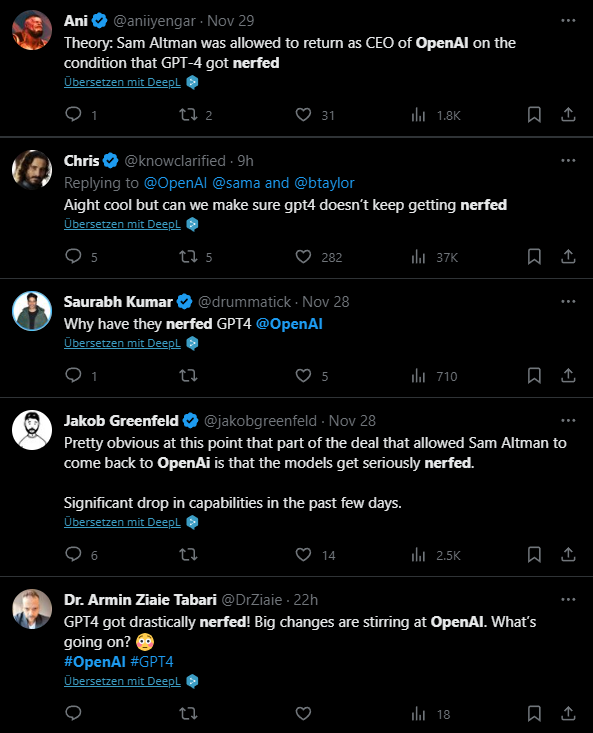 Ani @aniiyengar · Nov 29
Theory: Sam Altman was allowed to return as CEO of OpenAI on the
condition that GPT-4 got nerfed
Übersetzen mit DeepL
1 2 31 1.8K
Chris @knowclarified · 9h
Replying to @OpenAI @sama and @btaylor
Aight cool but can we make sure gpt4 doesn’t keep getting nerfed
Übersetzen mit DeepL
5 5 282 37K
Saurabh Kumar @drummatick · Nov 28
Why have they nerfed GPT4 @OpenAI
Übersetzen mit DeepL
1 5 710
Jakob Greenfeld @jakobgreenfeld · Nov 28
Pretty obvious at this point that part of the deal that allowed Sam Altman to
come back to OpenAi is that the models get seriously nerfed.
Significant drop in capabilities in the past few days.
Übersetzen mit DeepL
6 14 2.5K
Dr. Armin Ziaie Tabari @DrZiaie · 22h
GPT4 got drastically nerfed! Big changes are stirring at OpenAI. What’s
going on? 😳
#OpenAI #GPT4
Übersetzen mit DeepL
18